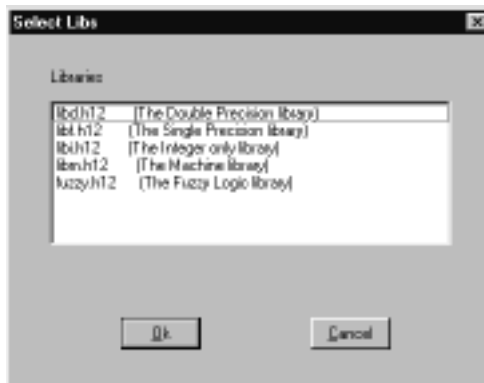 Select Libs
Libraries
libd.h12 (The Double Precision library)
libf.h12 (The Single Precision library)
libi.h12 (The Integer only library)
libm.h12 (The Machine library)
fuzzy.h12 (The Fuzzy Logic library)
Ok Cancel